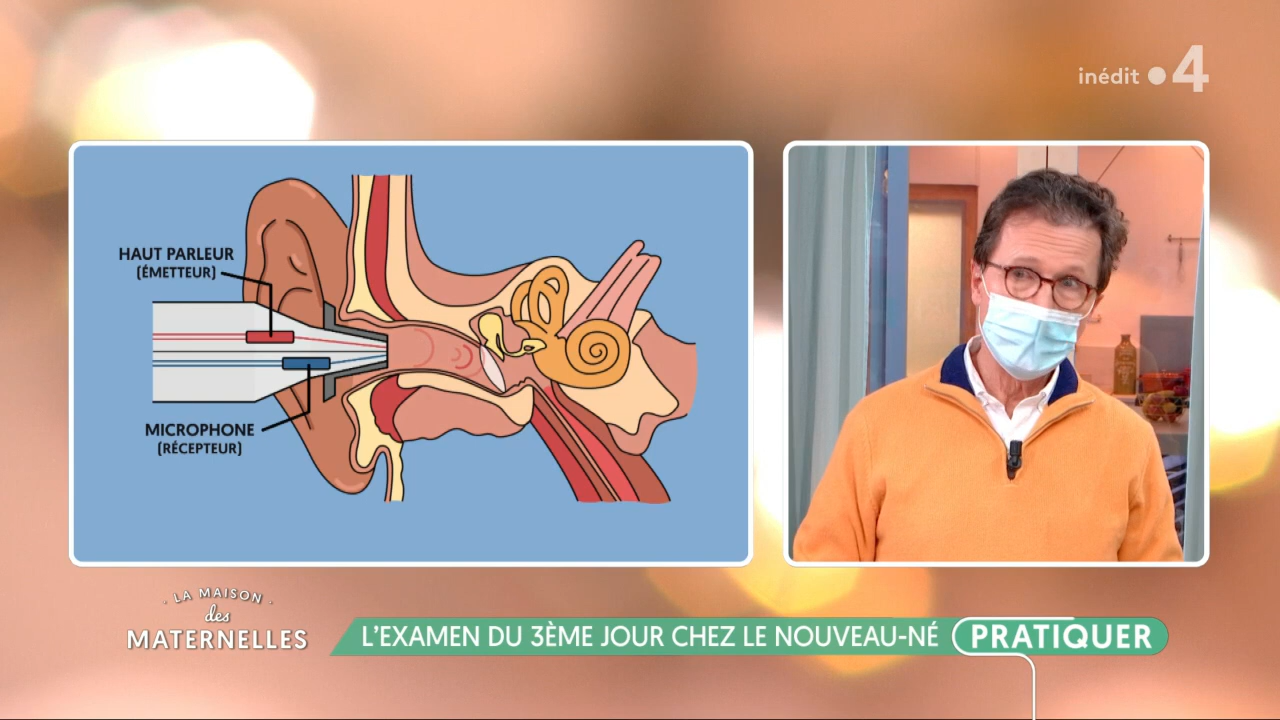 inédit 4
HAUT PARLEUR
(ÉMETTEUR)
MICROPHONE
(RÉCEPTEUR)
. LA MAISON .
des
MATERNELLES
L'EXAMEN DU 3ÈME JOUR CHEZ LE NOUVEAU-NÉ PRATIQUER